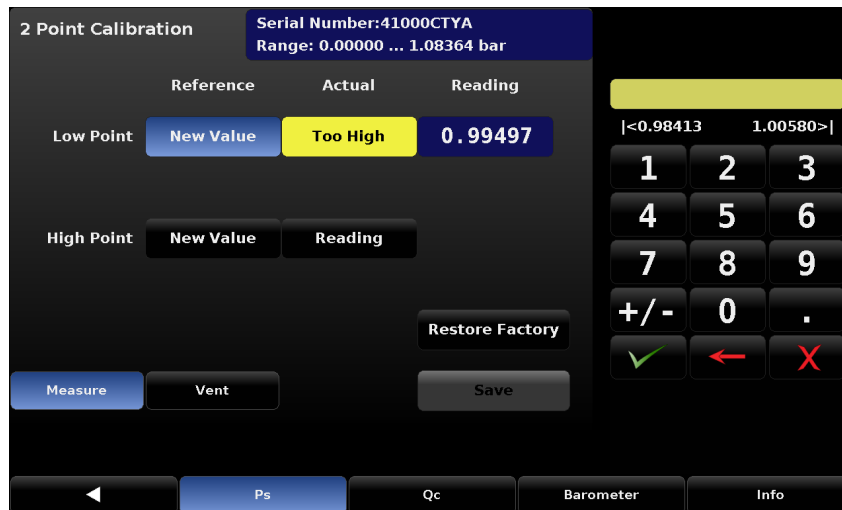 2 Point Calibration
Serial Number:41000CTYA
Range: 0.00000 ... 1.08364 bar
Reference Actual Reading
Low Point New Value Too High 0.99497
High Point New Value Reading
Restore Factory
Measure Vent Save
|<0.98413 1.00580>|
1 2 3
4 5 6
7 8 9
+/- 0 .
X
Ps Qc Barometer Info